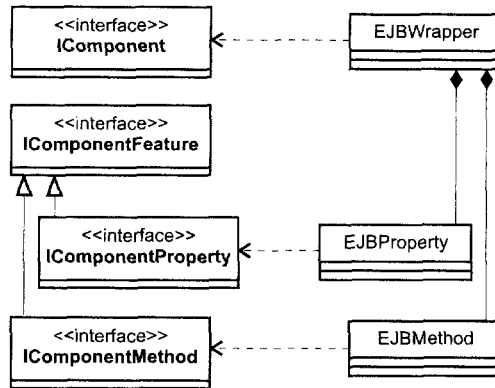 <<interface>>
IComponent
EJBWrapper
<<interface>>
IComponentFeature
<<interface>>
IComponentProperty
EJBProperty
<<interface>>
IComponentMethod
EJBMethod